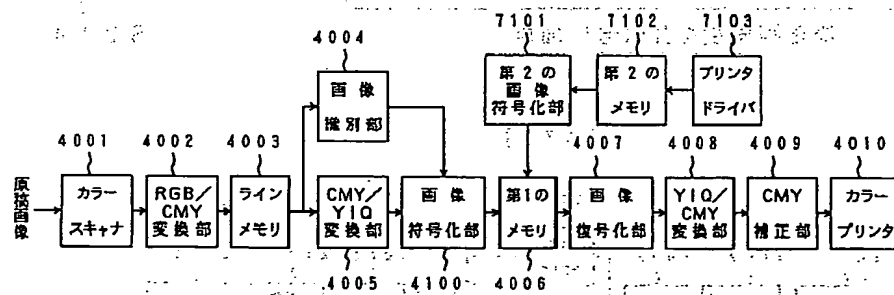 7101
7102
7103
4004
第2の
画像
符号化部
第2の
メモリ
プリンタ
ドライバ
画像
識別部
4001
4002
4003
4007
4008
4009
4010
原稿画像
カラー
スキャナ
RGB/
CMY
変換部
ライン
メモリ
CMY/
YIQ
変換部
画像
符号化部
第1の
メモリ
画像
復号化部
YIQ/
CMY
変換部
CMY
補正部
カラー
プリンタ
4005
4100
4006